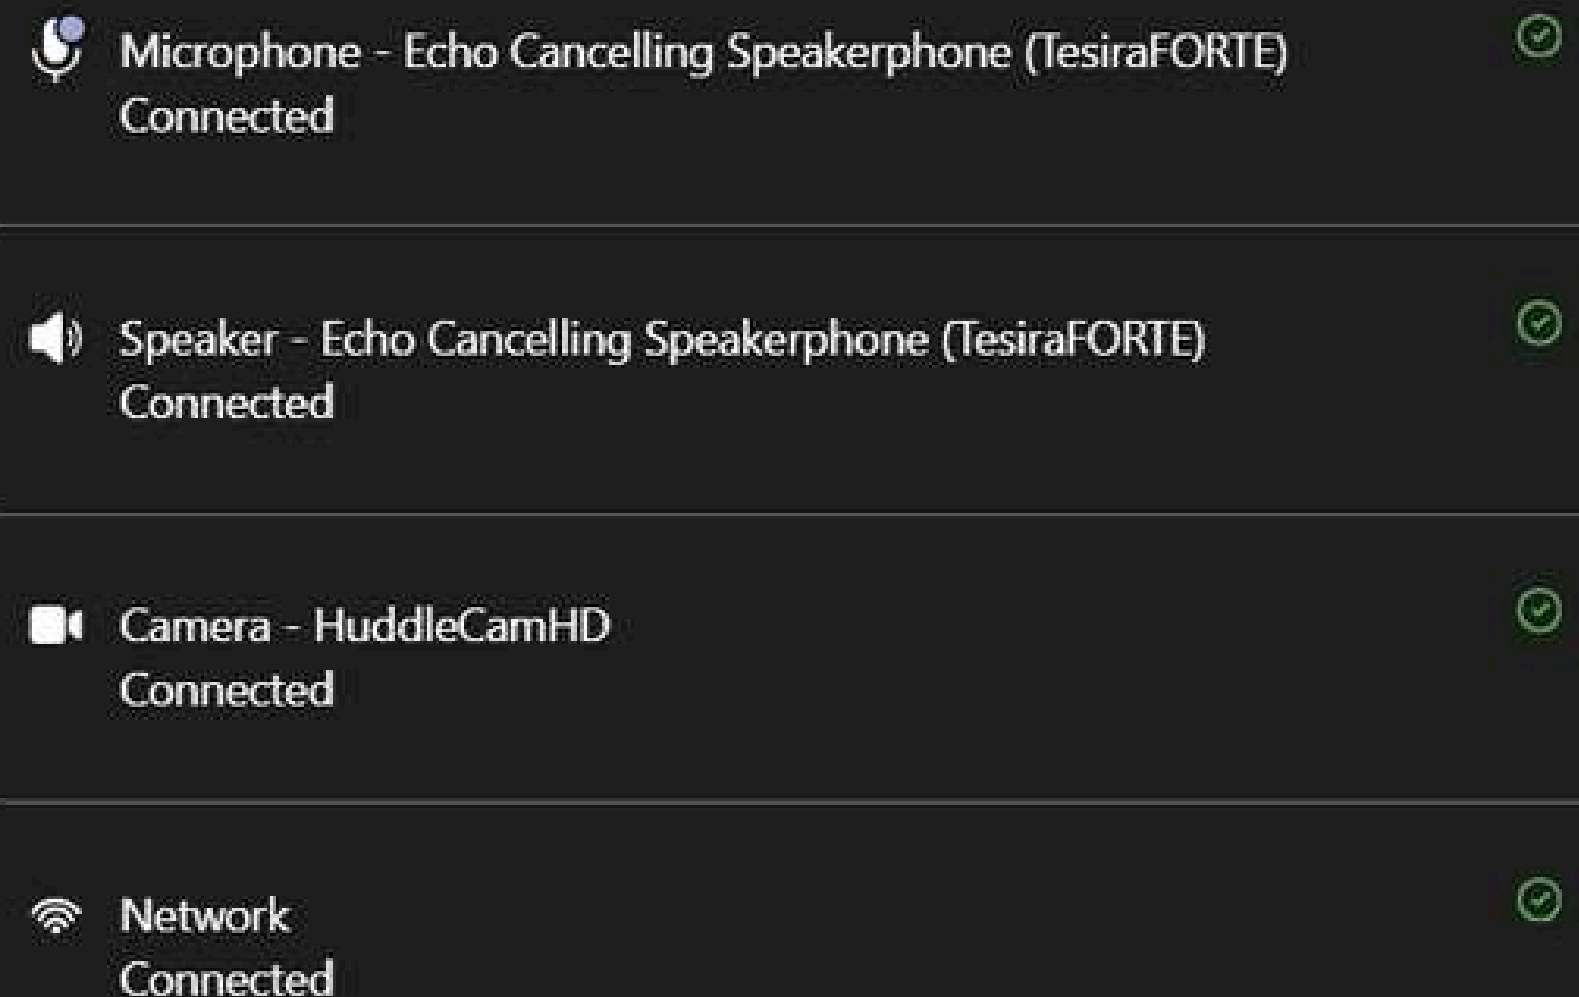 Microphone - Echo Cancelling Speakerphone (TesiraFORTE)
Connected
Speaker - Echo Cancelling Speakerphone (TesiraFORTE)
Connected
Camera - HuddleCamHD
Connected
Network
Connected